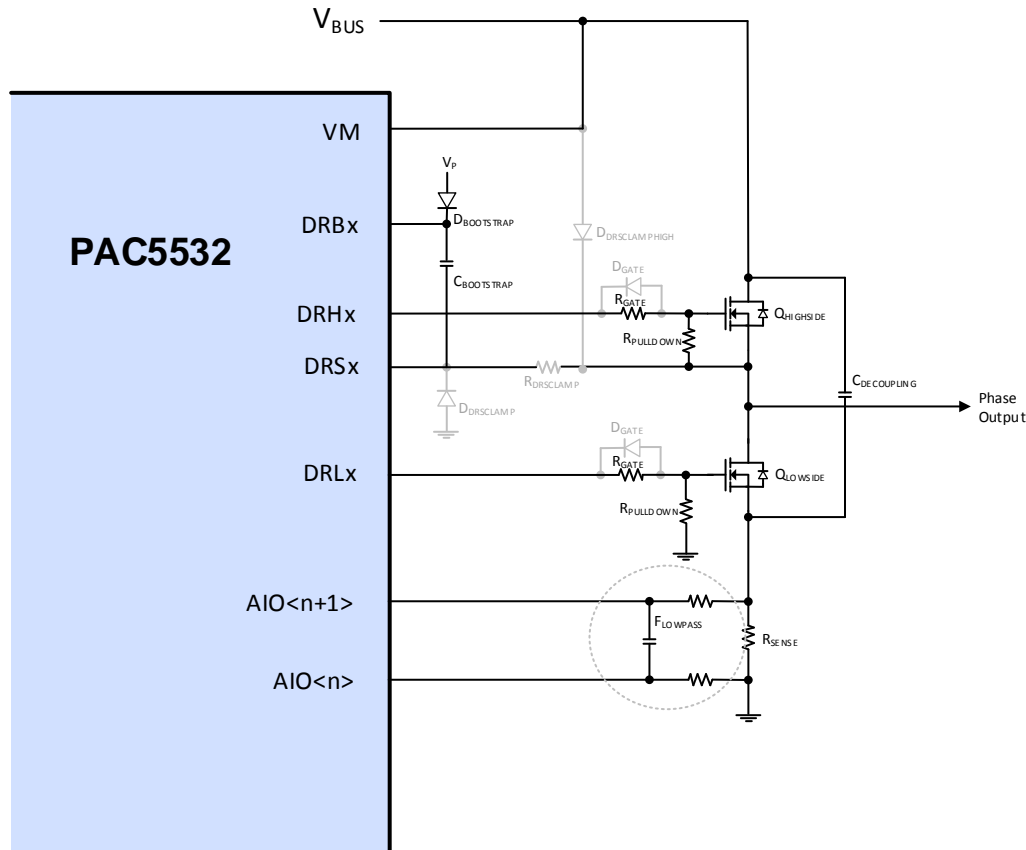 VBUS
VM
VP
DBOOTSTRAP
DRBx
PAC5532
DDRSCLAMPHIGH
CBOOTSTRAP
DGATE
RGATE
DRHx
QHIGHSIDE
RPULLDOWN
DRSx
RDRSCLAMP
CDECOUPLING
DDRSCLAMP
Phase
Output
DGATE
RGATE
DRLx
QLOWSIDE
RPULLDOWN
AIO<n+1>
FLOWPASS
RSENSE
AIO<n>